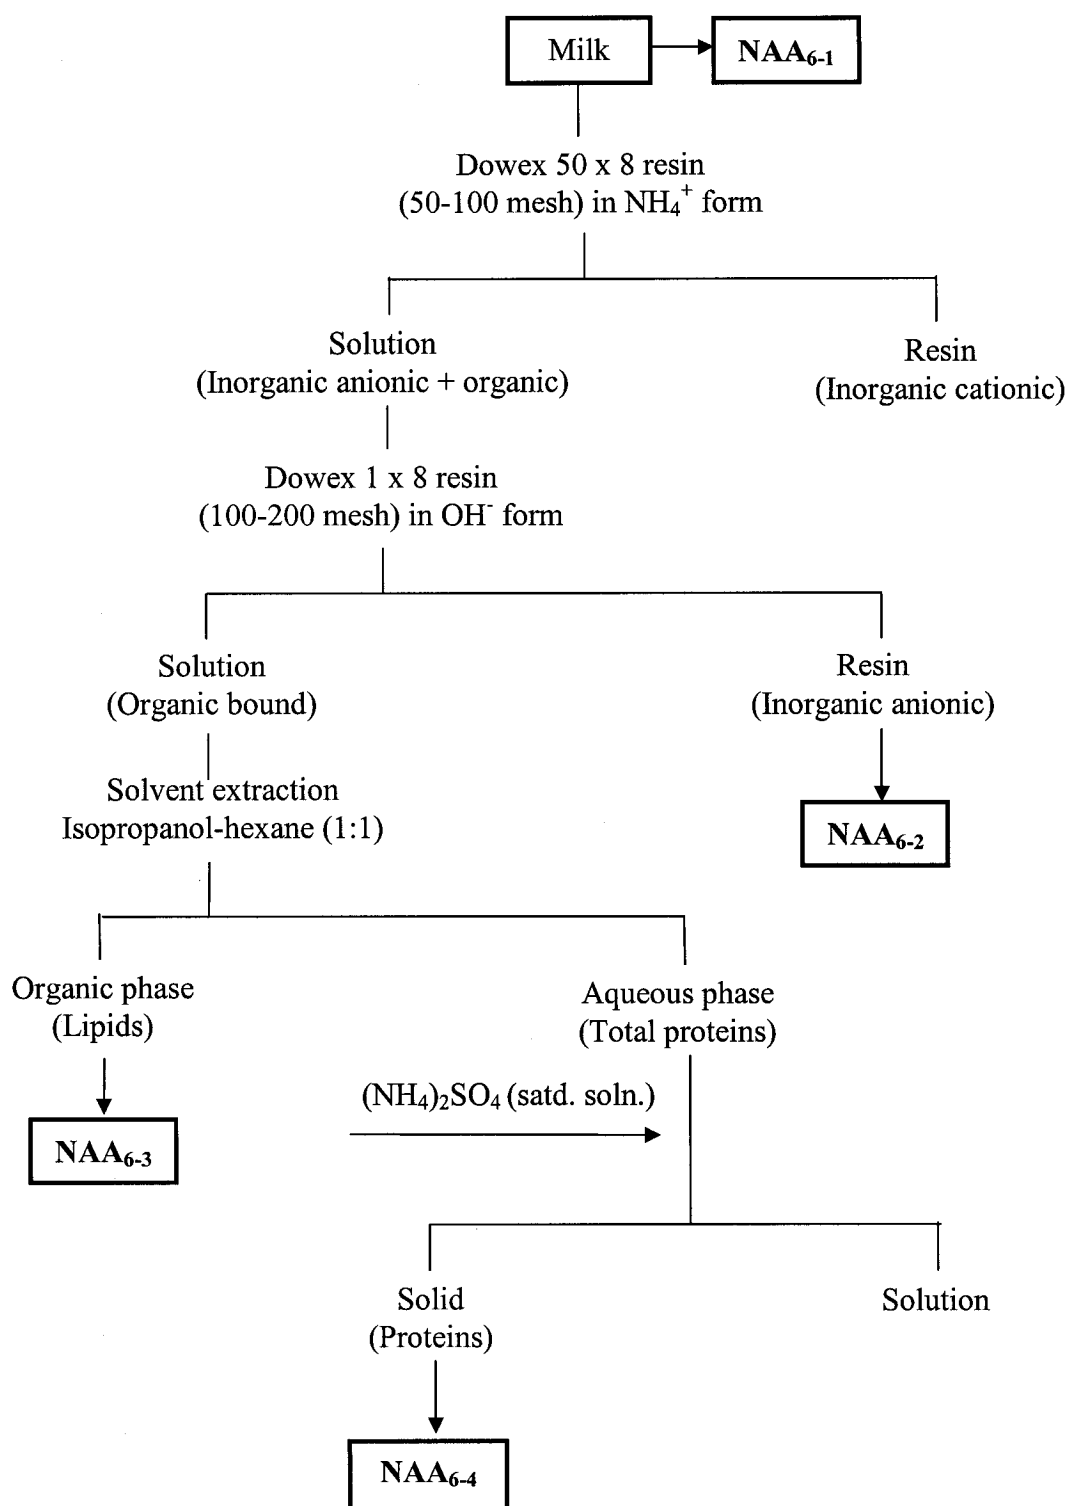 Milk
NAA6-1
Dowex 50 x 8 resin
(50-100 mesh) in NH4+ form
Solution
(Inorganic anionic + organic)
Resin
(Inorganic cationic)
Dowex 1 x 8 resin
(100-200 mesh) in OH- form
Solution
(Organic bound)
Resin
(Inorganic anionic)
Solvent extraction
Isopropanol-hexane (1:1)
NAA6-2
Organic phase
(Lipids)
Aqueous phase
(Total proteins)
(NH4)2SO4 (satd. soln.)
NAA6-3
Solid
(Proteins)
Solution
NAA6-4